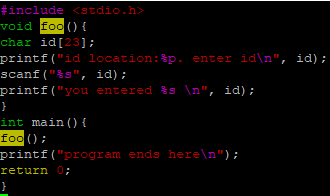 #include <stdio.h>
void foo(){
char id[23];
printf("id location:%p. enter id\n", id);
scanf("%s", id);
printf("you entered %s \n", id);
}
int main(){
foo();
printf("program ends here\n");
return 0;
}